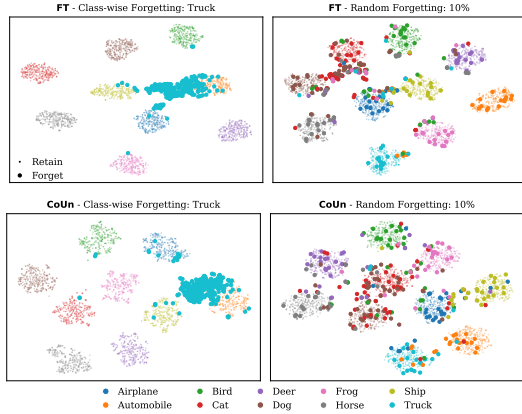 FT - Class-wise Forgetting: Truck
FT - Random Forgetting: 10%
Retain
Forget
CoUn - Class-wise Forgetting: Truck
CoUn - Random Forgetting: 10%
Airplane Bird Deer Frog Ship
Automobile Cat Dog Horse Truck